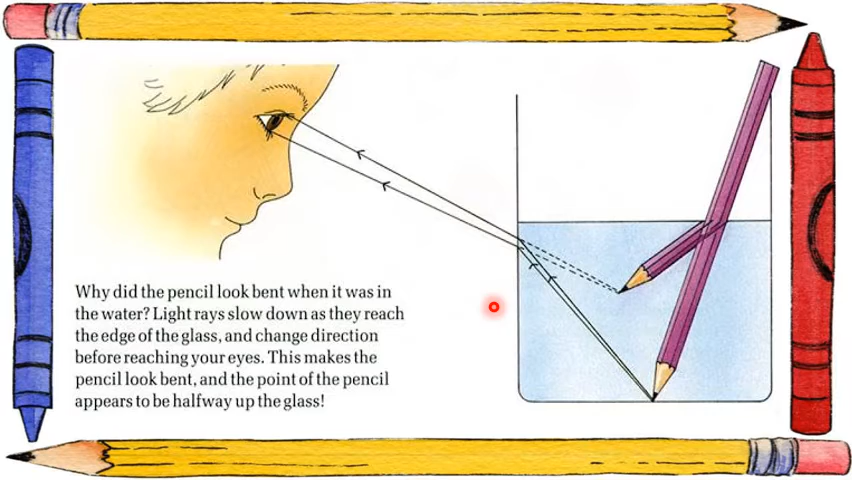 Why did the pencil look bent when it was in
the water? Light rays slow down as they reach
the edge of the glass, and change direction
before reaching your eyes. This makes the
pencil look bent, and the point of the pencil
appears to be halfway up the glass!